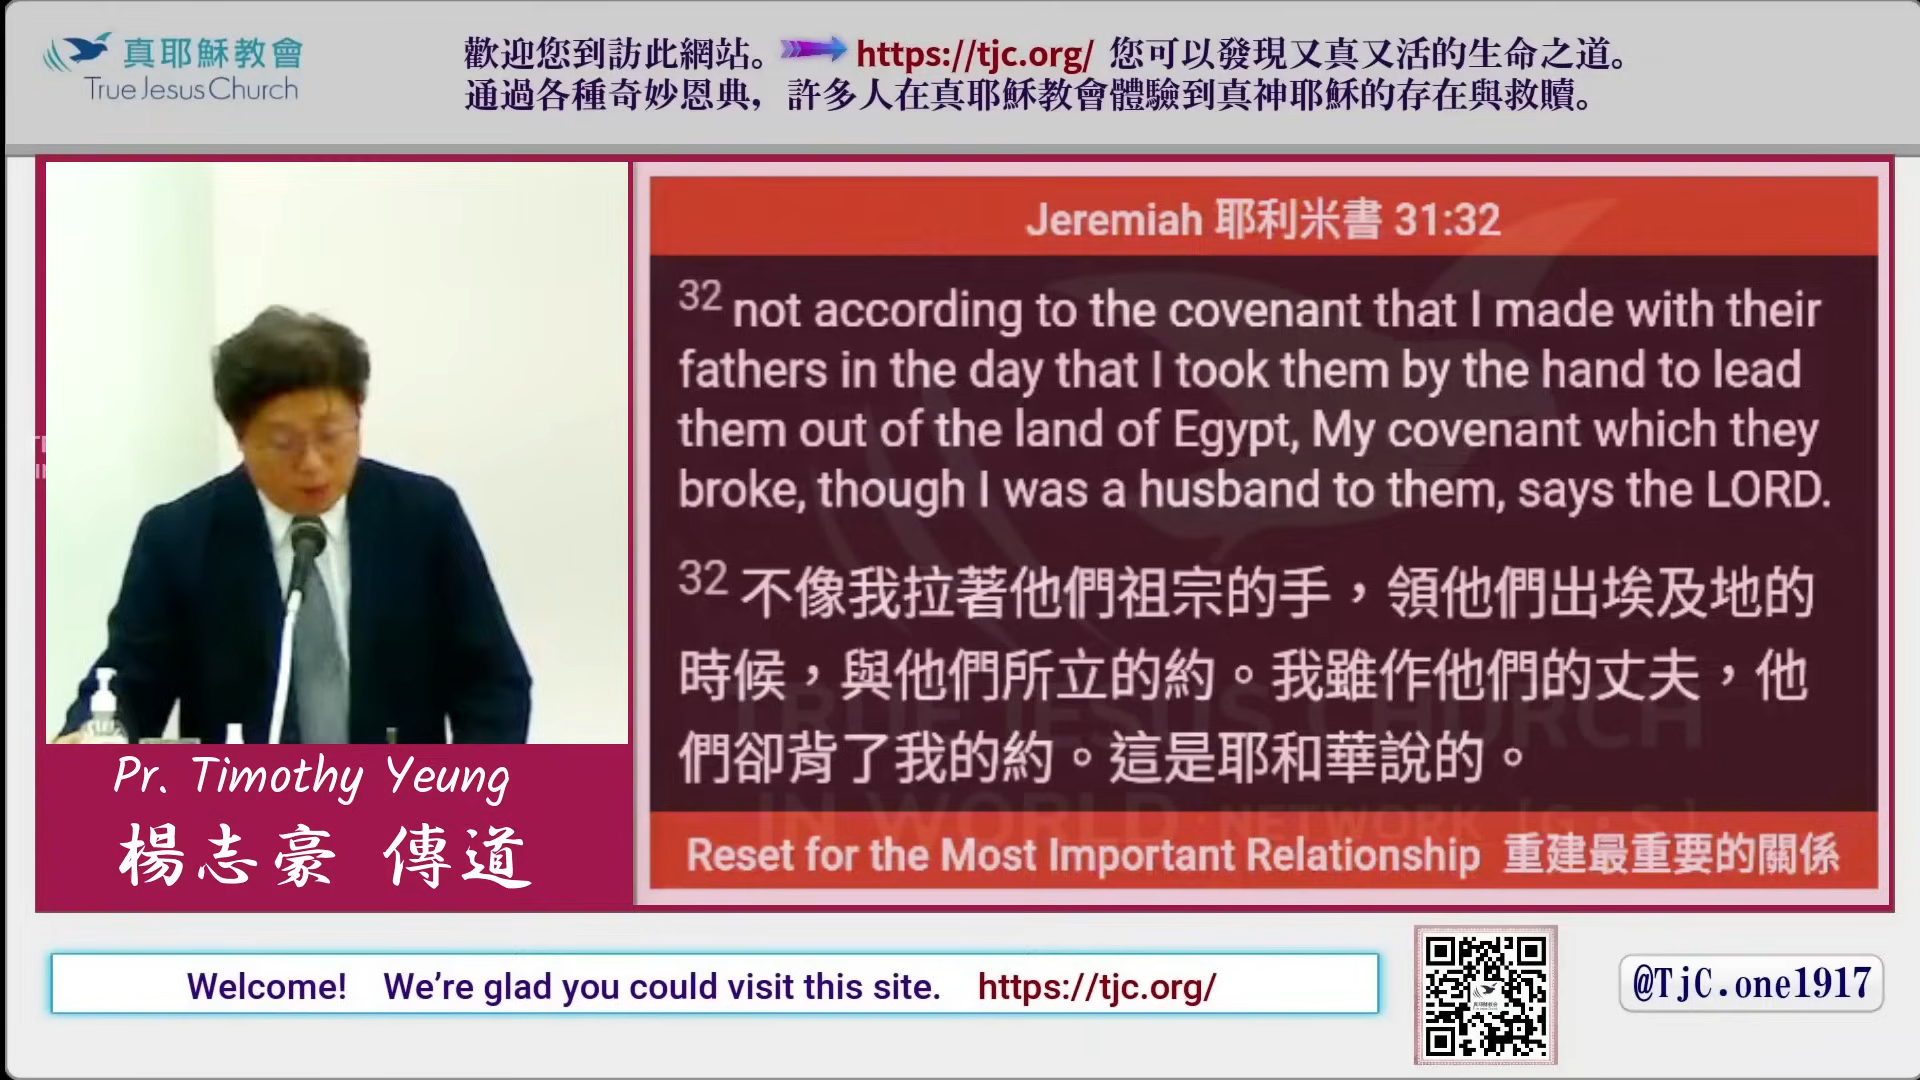 真耶穌教會
True Jesus Church
歡迎您到訪此網站。 https://tjc.org/ 您可以發現又真又活的生命之道。
通過各種奇妙恩典，許多人在真耶穌教會體驗到真神耶穌的存在與救贖。
Jeremiah 耶利米書 31:32
32 not according to the covenant that I made with their
fathers in the day that I took them by the hand to lead
them out of the land of Egypt, My covenant which they
broke, though I was a husband to them, says the LORD.
32 不像我拉著他們祖宗的手，領他們出埃及地的
時候，與他們所立的約。我雖作他們的丈夫，他
們卻背了我的約。這是耶和華說的。
TRUE JESUS CHURCH
IN WORLD NETWORK
Reset for the Most Important Relationship 重建最重要的關係
Pr. Timothy Yeung
楊志豪 傳道
Welcome! We’re glad you could visit this site. https://tjc.org/
@TjC.one1917